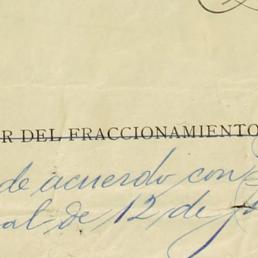 R DEL FRACCIONAMIENTO
de acuerdo con
al de 12 de